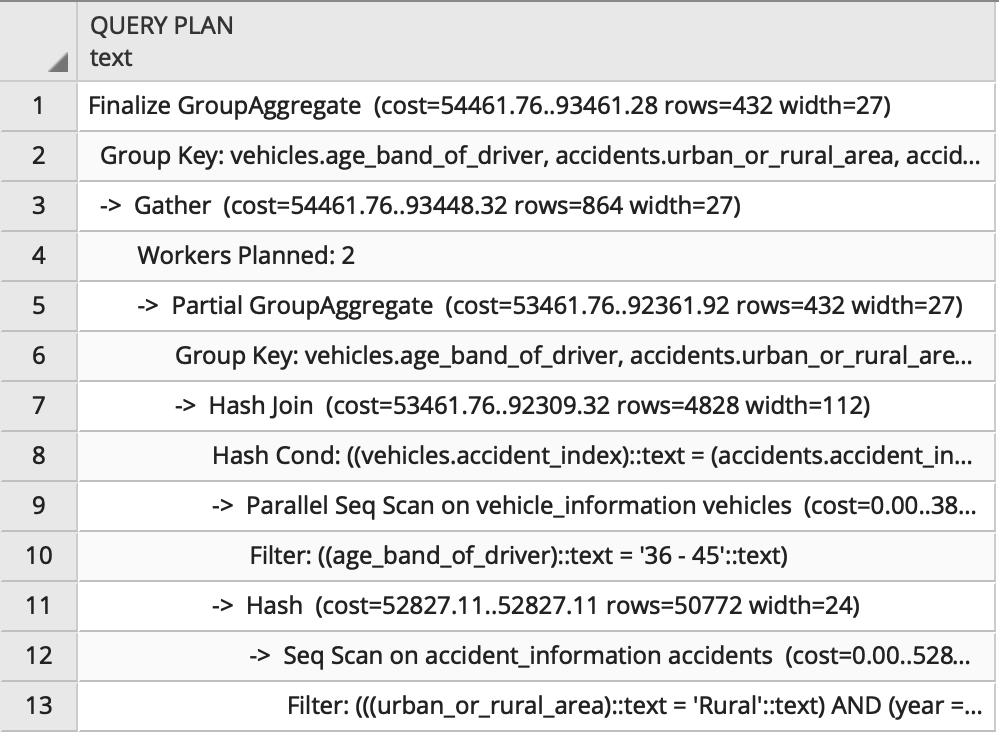 QUERY PLAN
text
1 Finalize GroupAggregate (cost=54461.76..93461.28 rows=432 width=27)
2 Group Key: vehicles.age_band_of_driver, accidents.urban_or_rural_area, accid...
3 -> Gather (cost=54461.76..93448.32 rows=864 width=27)
4 Workers Planned: 2
5 -> Partial GroupAggregate (cost=53461.76..92361.92 rows=432 width=27)
6 Group Key: vehicles.age_band_of_driver, accidents.urban_or_rural_are...
7 -> Hash Join (cost=53461.76..92309.32 rows=4828 width=112)
8 Hash Cond: ((vehicles.accident_index)::text = (accidents.accident_in...
9 -> Parallel Seq Scan on vehicle_information vehicles (cost=0.00..38...
10 Filter: ((age_band_of_driver)::text = '36 - 45'::text)
11 -> Hash (cost=52827.11..52827.11 rows=50772 width=24)
12 -> Seq Scan on accident_information accidents (cost=0.00..528...
13 Filter: (((urban_or_rural_area)::text = 'Rural'::text) AND (year =...